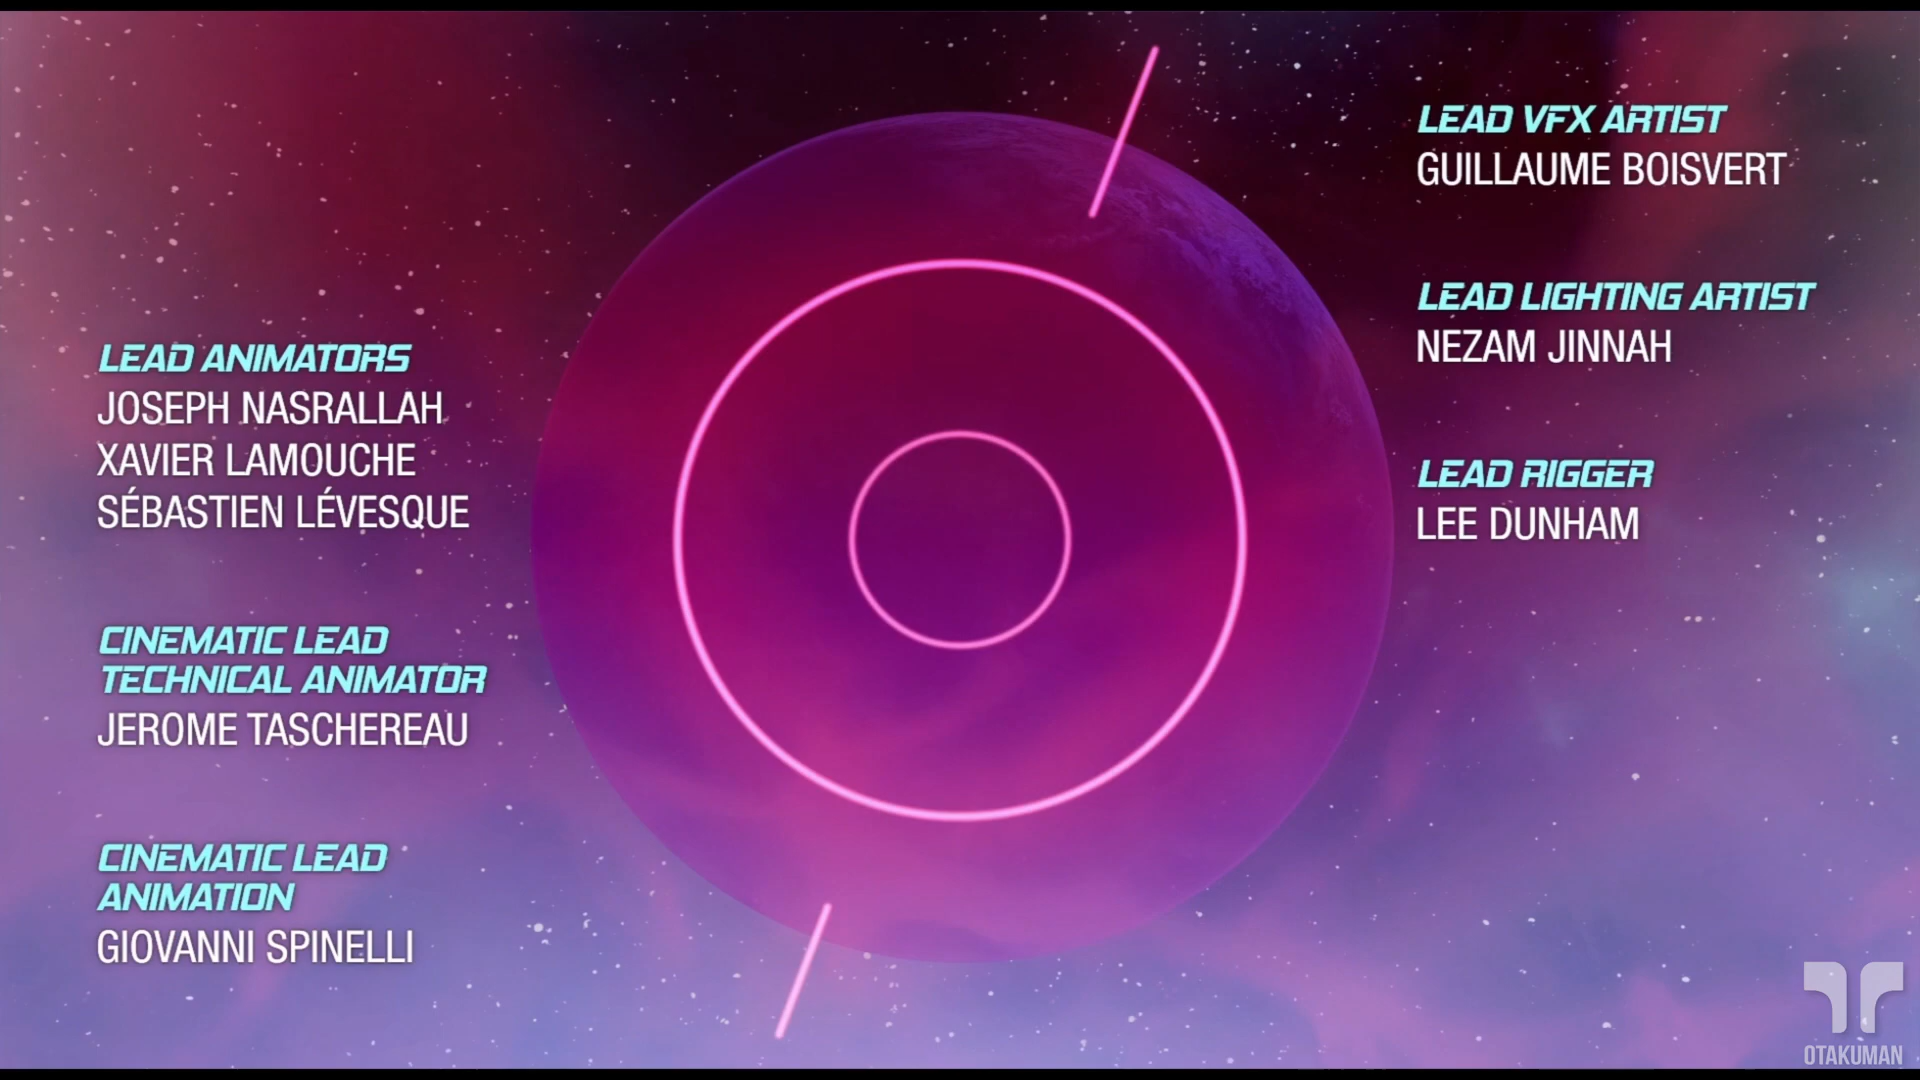 LEAD ANIMATORS
JOSEPH NASRALLAH
XAVIER LAMOUCHE
SÉBASTIEN LÉVESQUE
CINEMATIC LEAD
TECHNICAL ANIMATOR
JEROME TASCHEREAU
CINEMATIC LEAD
ANIMATION
GIOVANNI SPINELLI
LEAD VFX ARTIST
GUILLAUME BOISVERT
LEAD LIGHTING ARTIST
NEZAM JINNAH
LEAD RIGGER
LEE DUNHAM
OTAKUMAN